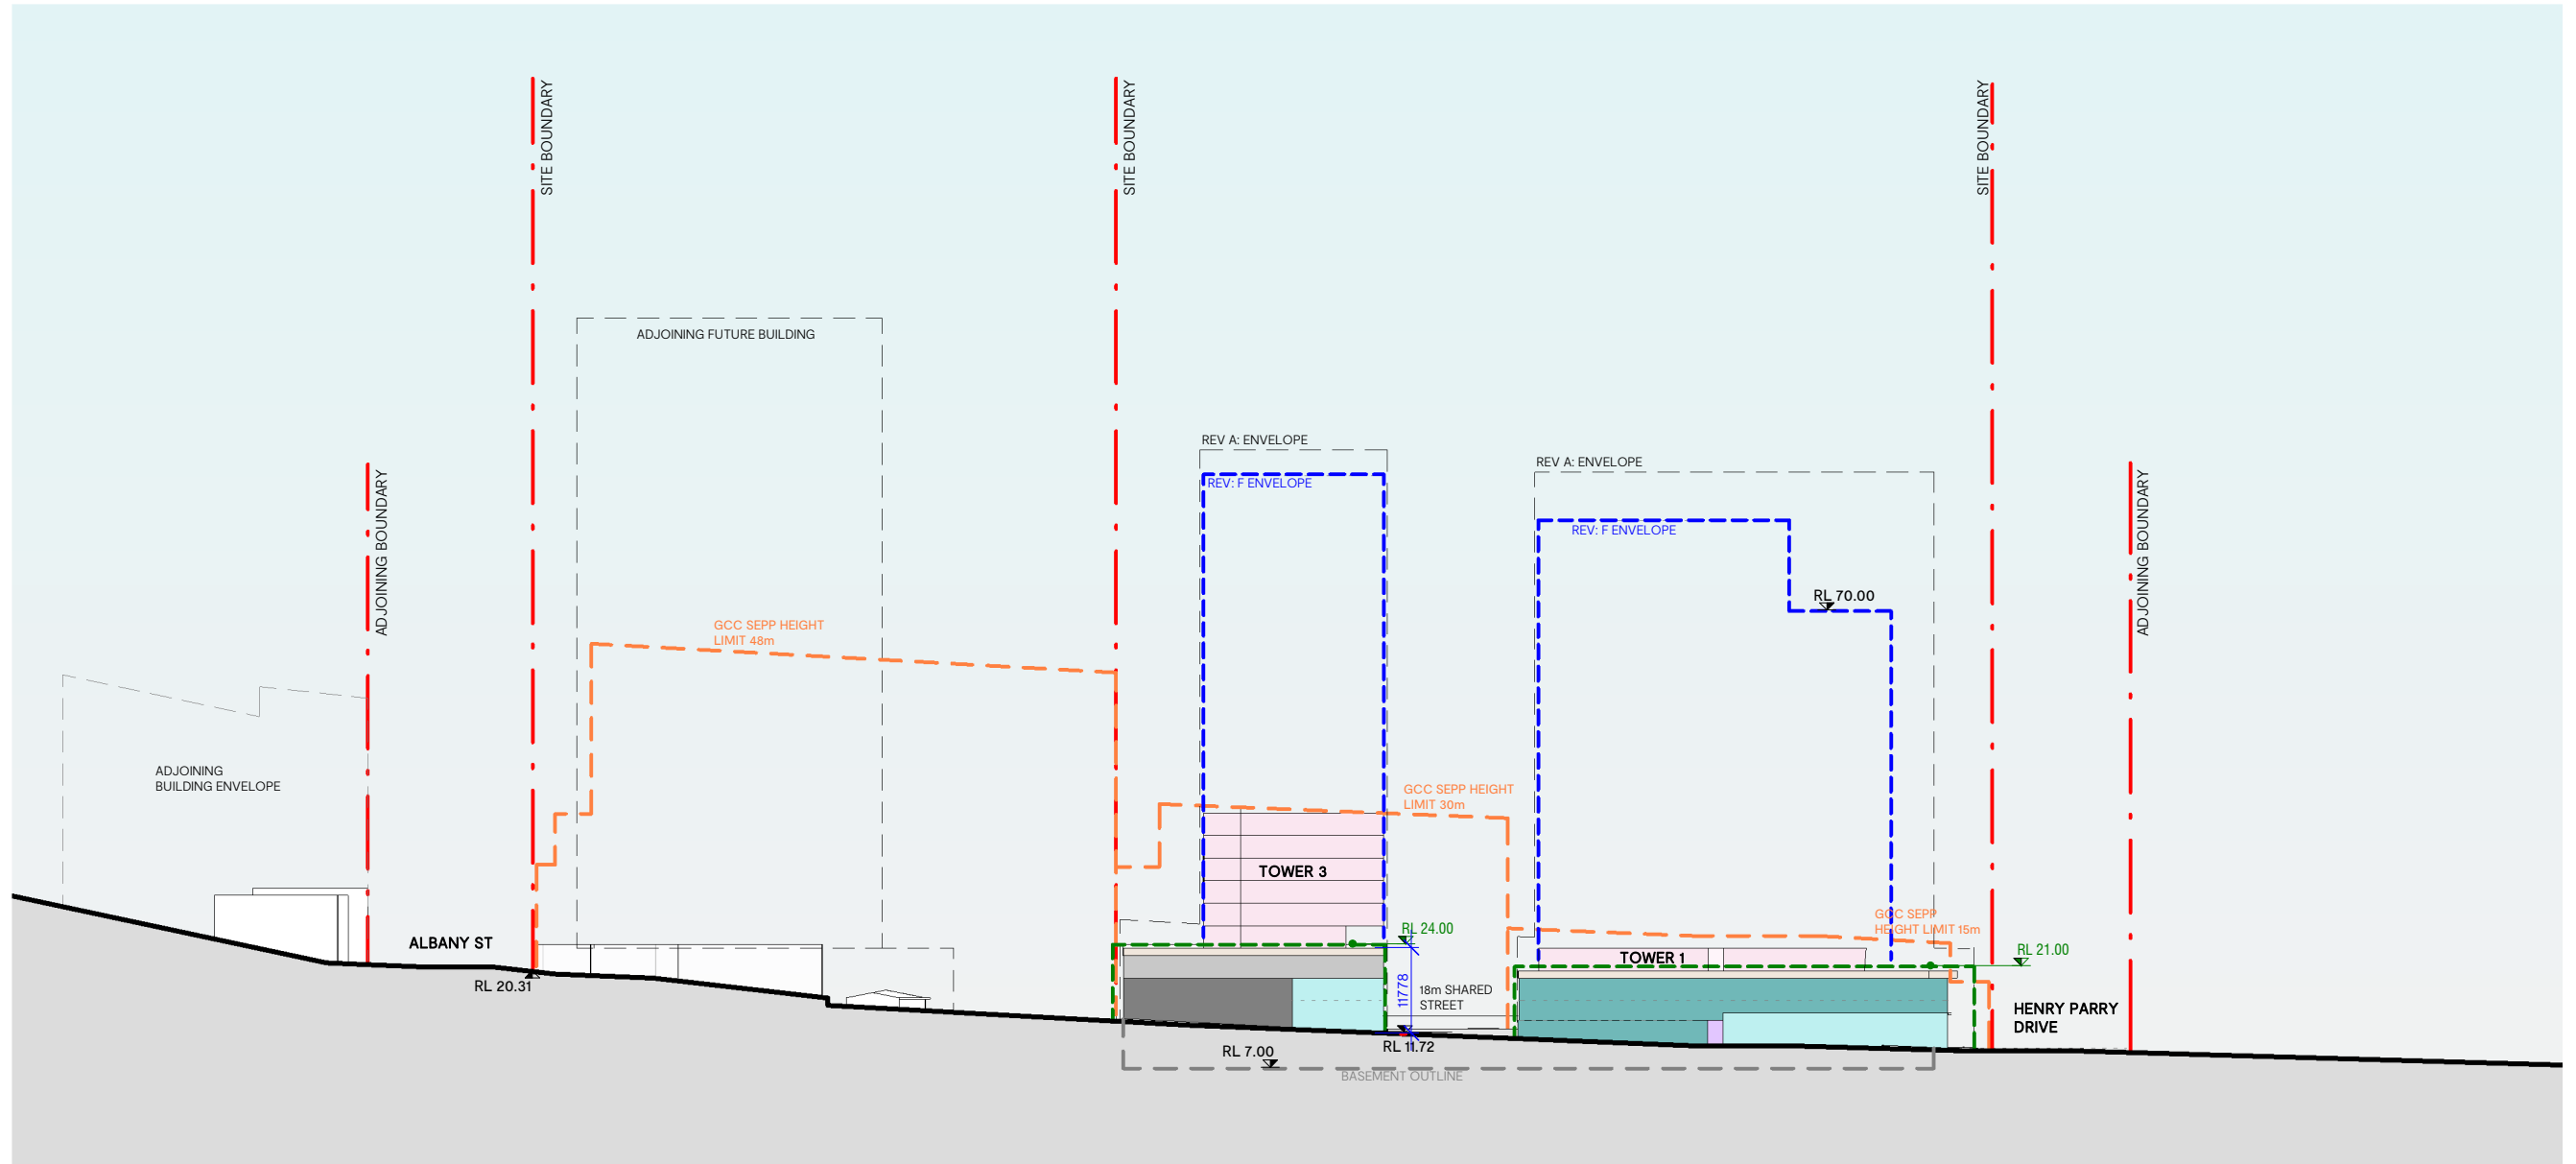 SITE BOUNDARY
SITE BOUNDARY
SITE BOUNDARY
ADJOINING FUTURE BUILDING
REV A: ENVELOPE
REV A: ENVELOPE
ADJOINING BOUNDARY
ADJOINING BOUNDARY
REV: F ENVELOPE
REV: F ENVELOPE
RL 70.00
GCC SEPP HEIGHT
LIMIT 48m
ADJOINING
BUILDING ENVELOPE
GCC SEPP HEIGHT
LIMIT 30m
TOWER 3
GCC SEPP
HEIGHT LIMIT 15m
RL 24.00
ALBANY ST
RL 21.00
TOWER 1
RL 20.31
11778
18m SHARED
STREET
HENRY PARRY
DRIVE
RL 11.72
RL 7.00
BASEMENT OUTLINE